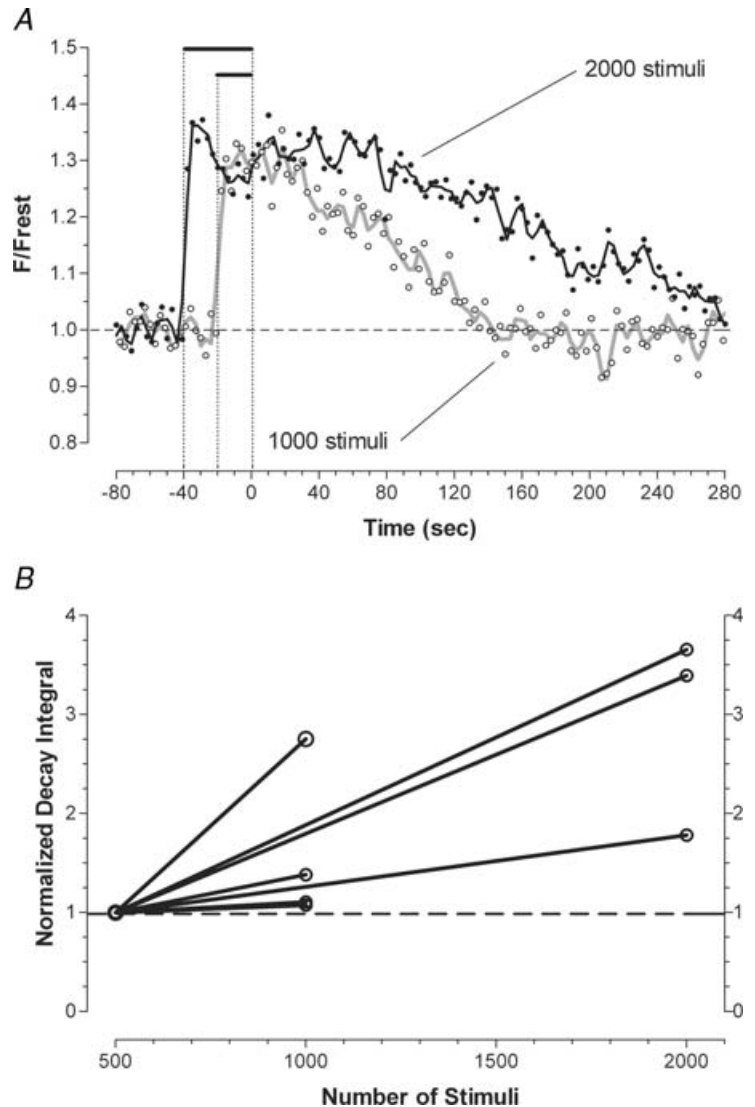 A
1.5
1.4
1.3
1.2
1.1
1.0
0.9
0.8
F/Frest
2000 stimuli
1000 stimuli
-80 -40 0 40 80 120 160 200 240 280
Time (sec)
B
4
3
2
1
0
Normalized Decay Integral
4
3
2
1
0
500 1000 1500 2000
Number of Stimuli